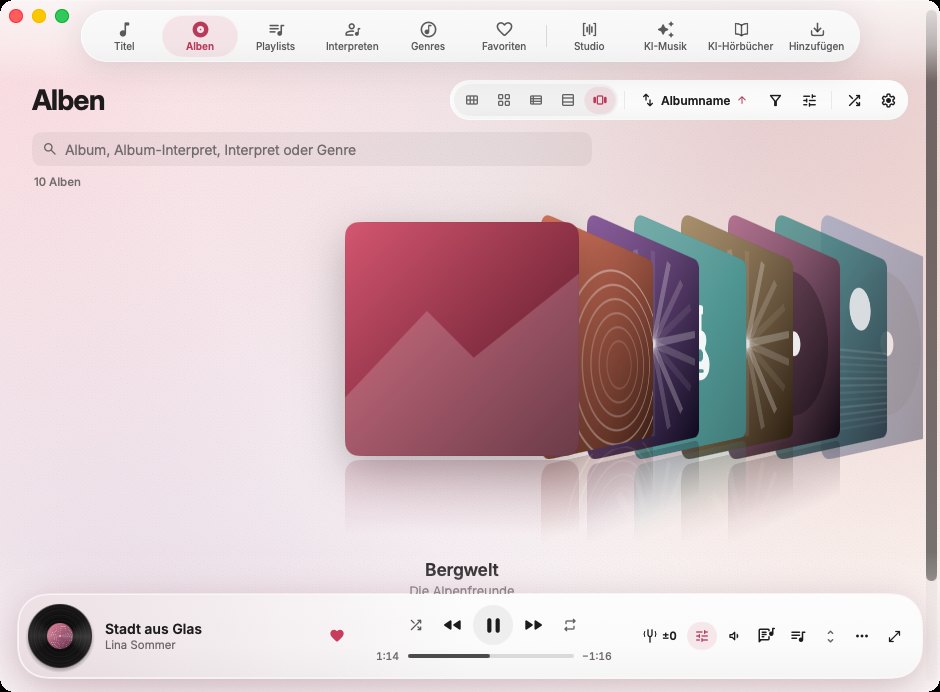 Titel
Alben
Playlists
Interpreten
Genres
Favoriten
Studio
KI-Musik
KI-Hörbücher
Hinzufügen
Alben
Albumname
Album, Album-Interpret, Interpret oder Genre
10 Alben
Bergwelt
Die Alpenfreunde
Stadt aus Glas
Lina Sommer
±0
1:14
−1:16